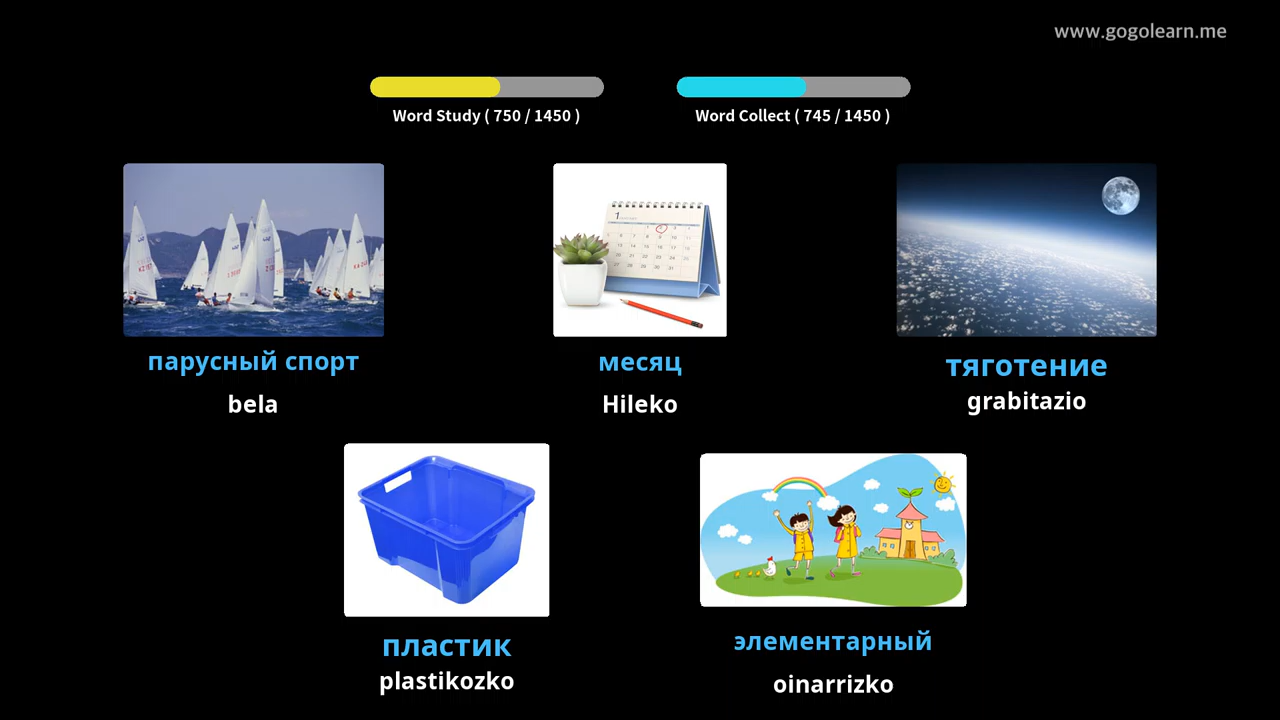 www.gogolearn.me
Word Study ( 750 / 1450 )
Word Collect ( 745 / 1450 )
парусный спорт
bela
месяц
Hileko
тяготение
grabitazio
пластик
plastikozko
элементарный
oinarrizko